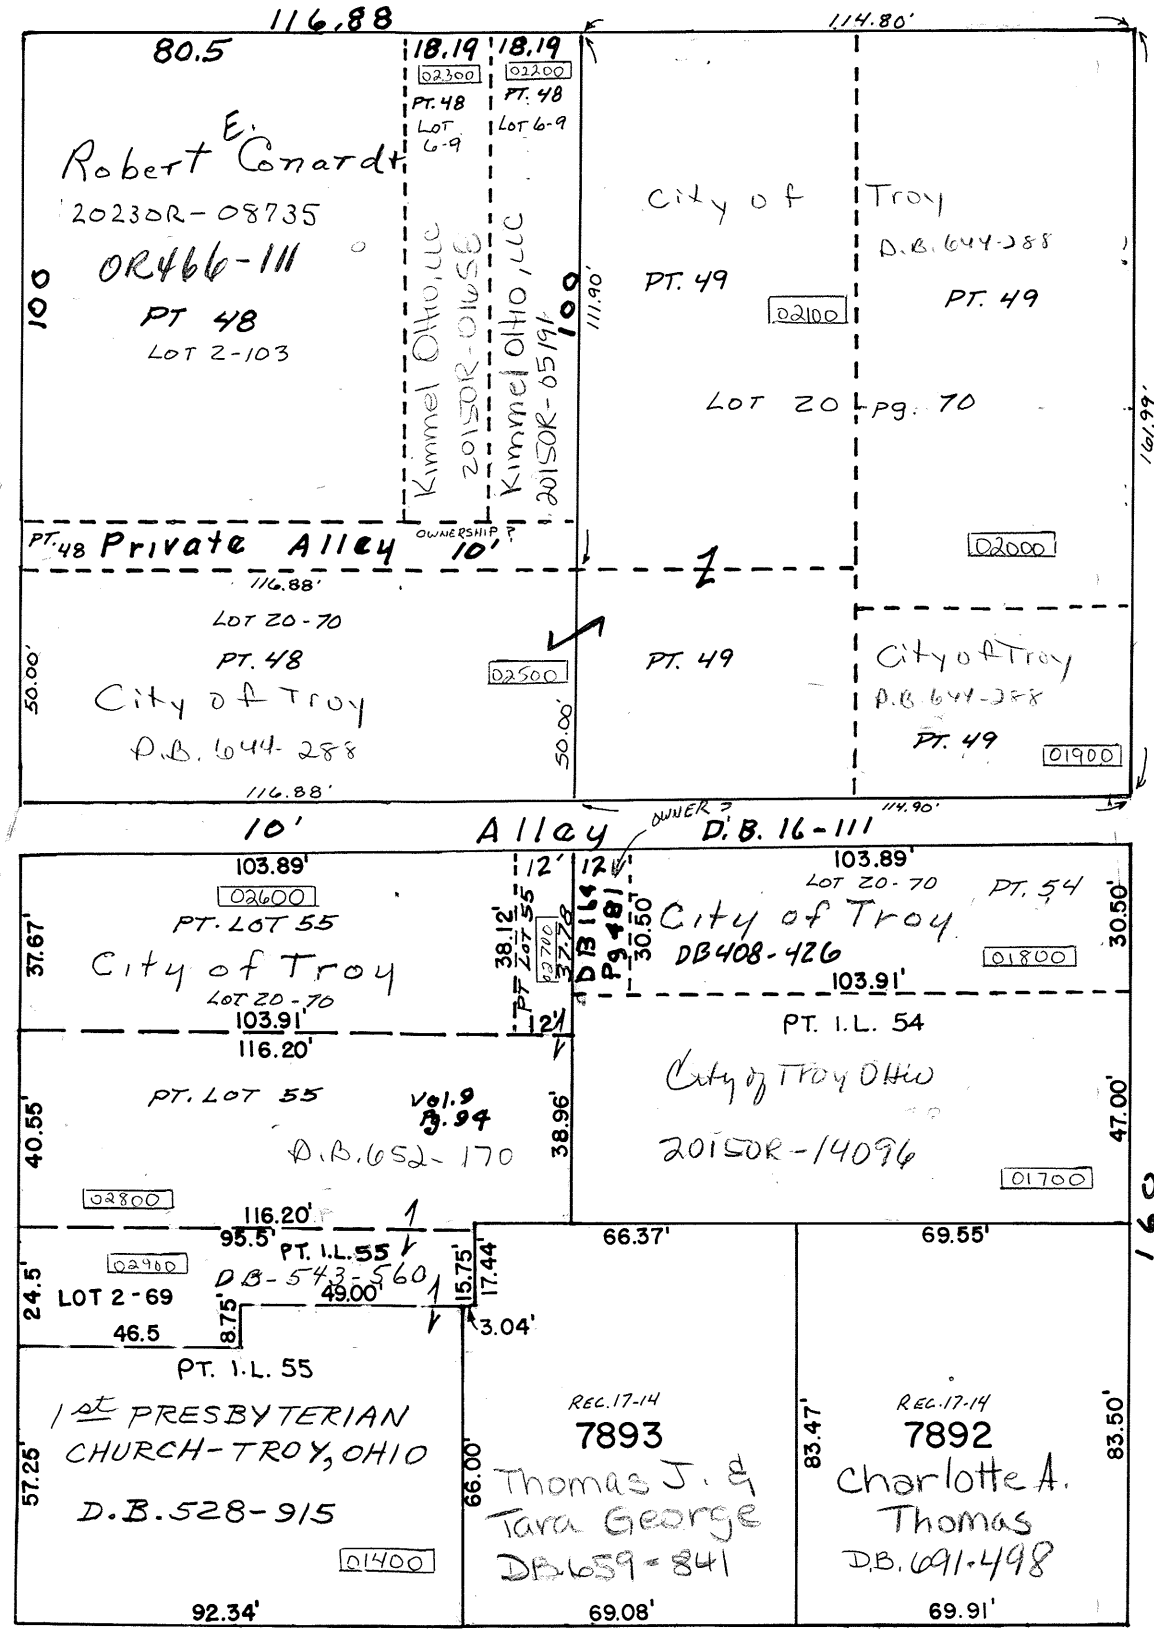 116.88
114.80'
80.5
18.19
18.19
02300
02200
PT. 48
LOT
6-9
PT. 48
LOT 6-9
Robert E. Conardt
20230R-08735
OR466-111
PT 48
LOT 2-103
100
Kimmel OHIO, LLC
Kimmel OHIO, LLC
20150R-05191
100
111.90'
City of Troy
D.B. 644-288
PT. 49
PT. 49
02100
LOT 20-pg. 70
161.99'
02000
PT. 48 Private Alley
OWNERSHIP ?
10'
116.88'
LOT 20-70
PT. 48
02500
City of Troy
D.B. 644-288
50.00'
50.00'
116.88'
PT. 49
City of Troy
D.B. 644-288
PT. 49
01900
114.90'
OWNER ?
10' Alley D.B. 16-111
103.89'
02600
PT. LOT 55
City of Troy
LOT 20-70
103.91'
37.67'
38.12'
12'
PT LOT 55
02700
37.78
12'
12'
DB 164
Pg 481
30.50'
103.89'
LOT 20-70
PT. 54
City of Troy
DB 408-426
01800
103.91'
30.50'
116.20'
PT. LOT 55
Vol. 9
Pg. 94
D.B. 652-170
40.55'
38.96'
02800
116.20'
PT. I.L. 54
City of Troy OHIO
20150R-14096
01700
47.00'
160
95.5'
PT. I.L. 55
02900
DB-543-560
LOT 2-69
49.00'
24.5'
46.5
8.75'
15.75'
17.44'
3.04'
66.37'
69.55'
PT. I.L. 55
1st PRESBYTERIAN
CHURCH-TROY, OHIO
D.B. 528-915
01400
57.25'
66.00'
92.34'
REC. 17-14
7893
Thomas J. &
Tara George
DB.659-841
69.08'
83.47'
REC. 17-14
7892
Charlotte A.
Thomas
D.B. 691-498
83.50'
69.91'